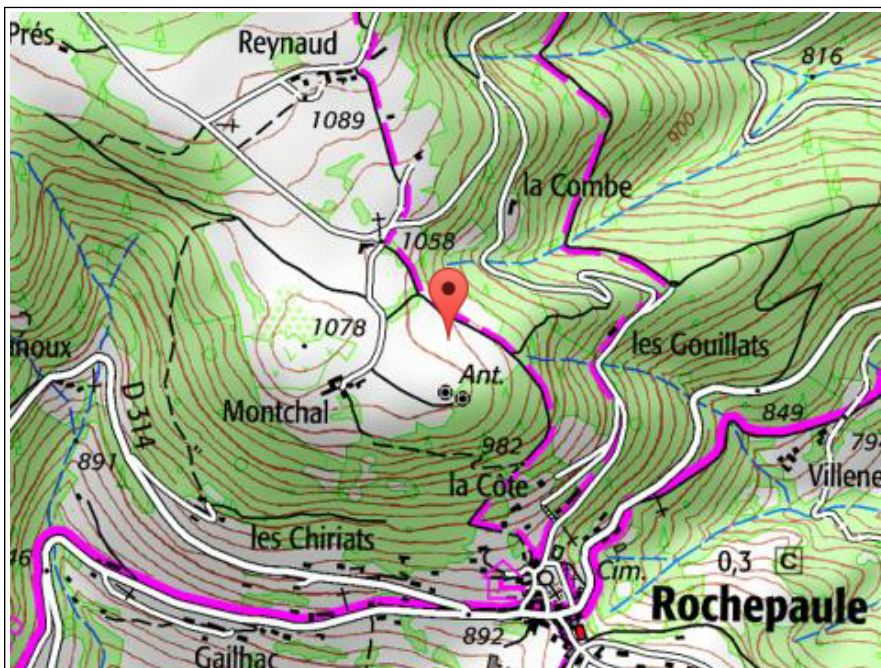 Prés
Reynaud
816
1089
900
la Combe
1058
1078
les Gouillats
Ant.
D 314
Montchal
849
982
891
la Côte
Villene
les Chiriats
0,3 C
Cim.
Rochepaule
892
Gailhac